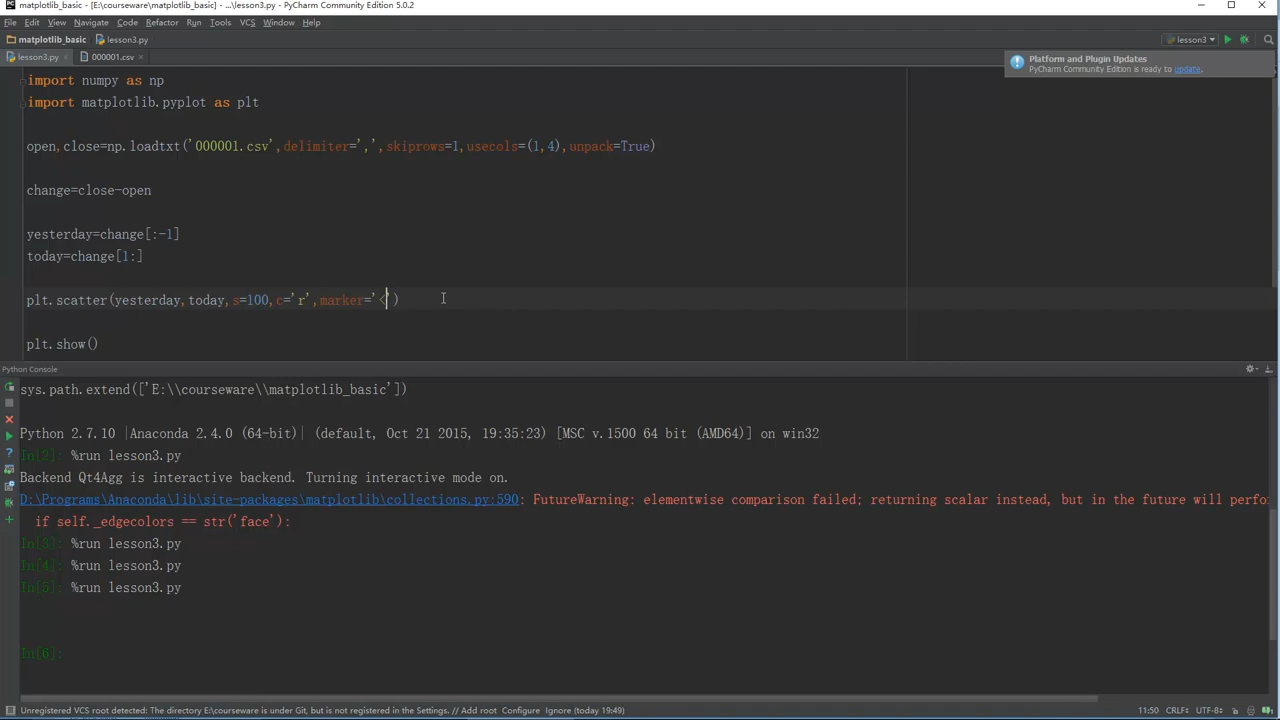 matplotlib_basic - [E:\courseware\matplotlib_basic] - ...\lesson3.py - PyCharm Community Edition 5.0.2
File Edit View Navigate Code Refactor Run Tools VCS Window Help
matplotlib_basic lesson3.py
lesson3
lesson3.py 000001.csv
Platform and Plugin Updates
PyCharm Community Edition is ready to update.
import numpy as np
import matplotlib.pyplot as plt
open,close=np.loadtxt('000001.csv',delimiter=',',skiprows=1,usecols=(1,4),unpack=True)
change=close-open
yesterday=change[:-1]
today=change[1:]
plt.scatter(yesterday,today,s=100,c='r',marker='<')
plt.show()
Python Console
sys.path.extend(['E:\\courseware\\matplotlib_basic'])
Python 2.7.10 |Anaconda 2.4.0 (64-bit)| (default, Oct 21 2015, 19:35:23) [MSC v.1500 64 bit (AMD64)] on win32
In[2]: %run lesson3.py
Backend Qt4Agg is interactive backend. Turning interactive mode on.
D:\Programs\Anaconda\lib\site-packages\matplotlib\collections.py:590: FutureWarning: elementwise comparison failed; returning scalar instead, but in the future will perfo
if self._edgecolors == str('face'):
In[3]: %run lesson3.py
In[4]: %run lesson3.py
In[5]: %run lesson3.py
In[6]:
Unregistered VCS root detected: The directory E:\courseware is under Git, but is not registered in the Settings. // Add root Configure Ignore (today 19:49)
11:50 CRLF÷ UTF-8÷